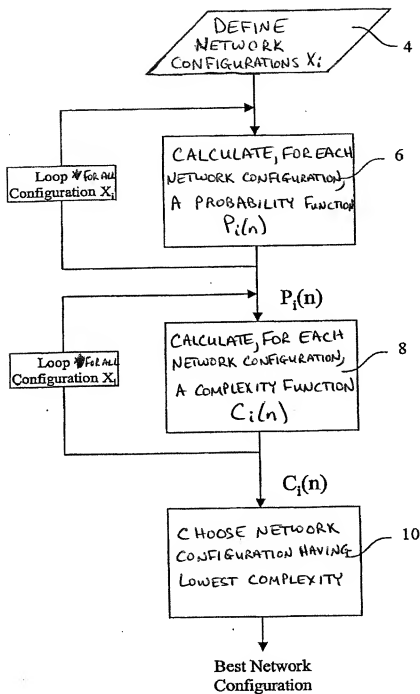 DEFINE
NETWORK
CONFIGURATIONS Xi
4
CALCULATE, FOR EACH
NETWORK CONFIGURATION,
A PROBABILITY FUNCTION
Pi(n)
6
Loop FOR ALL
Configuration Xi
Pi(n)
CALCULATE, FOR EACH
NETWORK CONFIGURATION,
A COMPLEXITY FUNCTION
Ci(n)
8
Loop FOR ALL
Configuration Xi
Ci(n)
CHOOSE NETWORK
CONFIGURATION HAVING
LOWEST COMPLEXITY
10
Best Network
Configuration